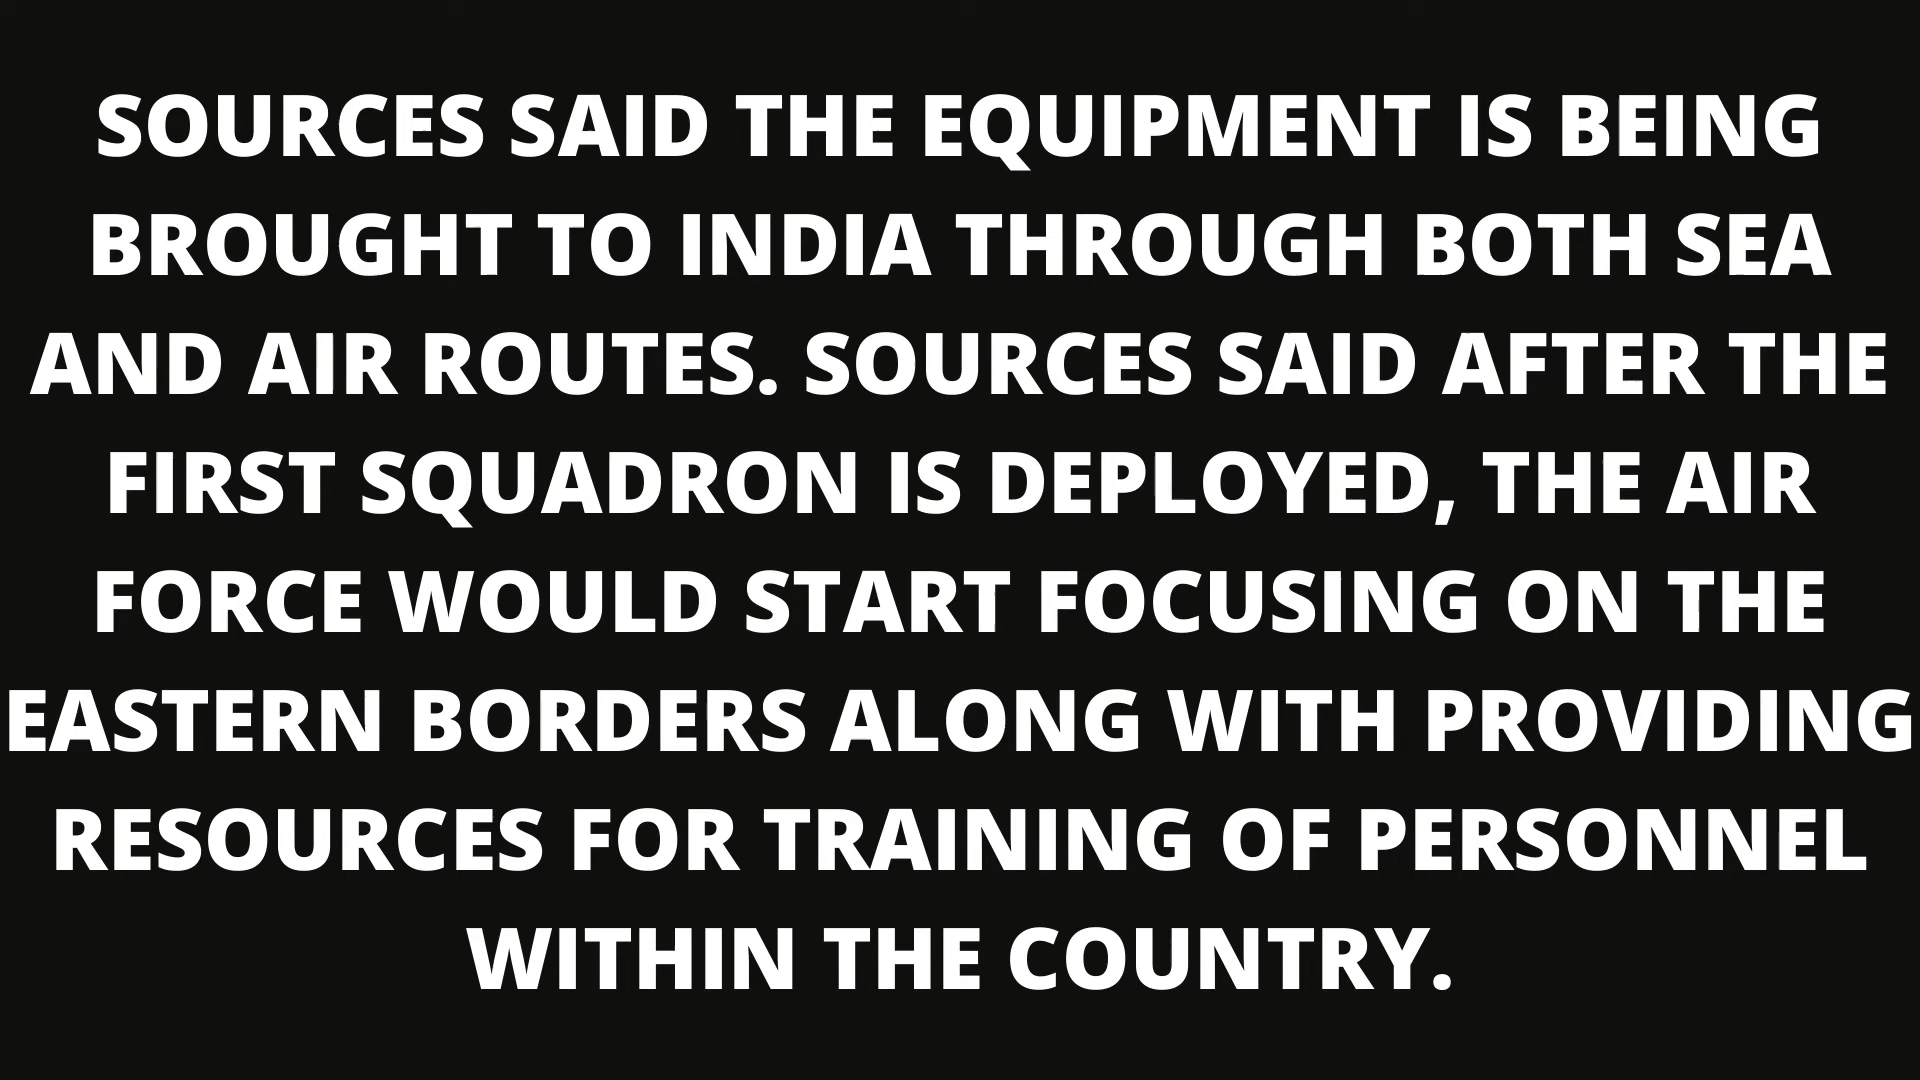 SOURCES SAID THE EQUIPMENT IS BEING
BROUGHT TO INDIA THROUGH BOTH SEA
AND AIR ROUTES. SOURCES SAID AFTER THE
FIRST SQUADRON IS DEPLOYED, THE AIR
FORCE WOULD START FOCUSING ON THE
EASTERN BORDERS ALONG WITH PROVIDING
RESOURCES FOR TRAINING OF PERSONNEL
WITHIN THE COUNTRY.